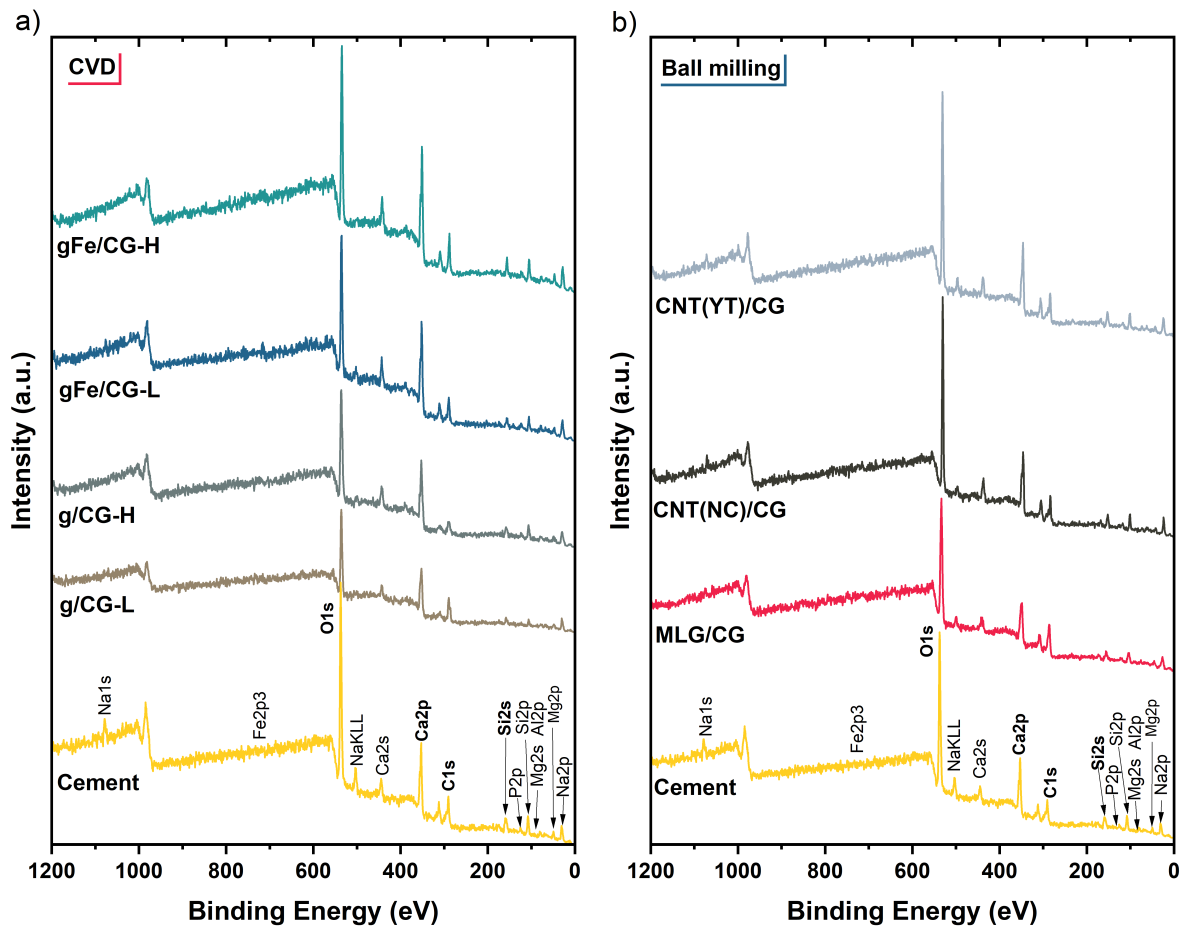 a)
CVD
gFe/CG-H
gFe/CG-L
g/CG-H
g/CG-L
Cement
Na1s
Fe2p3
O1s
NaKLL
Ca2s
Ca2p
C1s
Si2s
P2p
Si2p
Mg2s
Al2p
Mg2p
Na2p
Intensity (a.u.)
1200 1000 800 600 400 200 0
Binding Energy (eV)
b)
Ball milling
CNT(YT)/CG
CNT(NC)/CG
MLG/CG
Cement
Na1s
Fe2p3
O1s
NaKLL
Ca2s
Ca2p
C1s
Si2s
P2p
Si2p
Mg2s
Al2p
Mg2p
Na2p
Intensity (a.u.)
1200 1000 800 600 400 200 0
Binding Energy (eV)